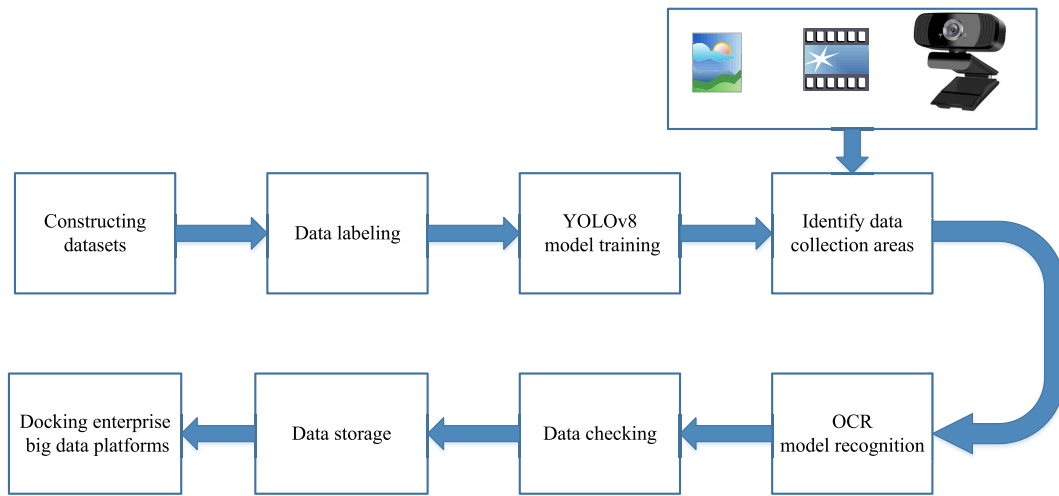 Constructing
datasets
Data labeling
YOLOv8
model training
Identify data
collection areas
OCR
model recognition
Data checking
Data storage
Docking enterprise
big data platforms